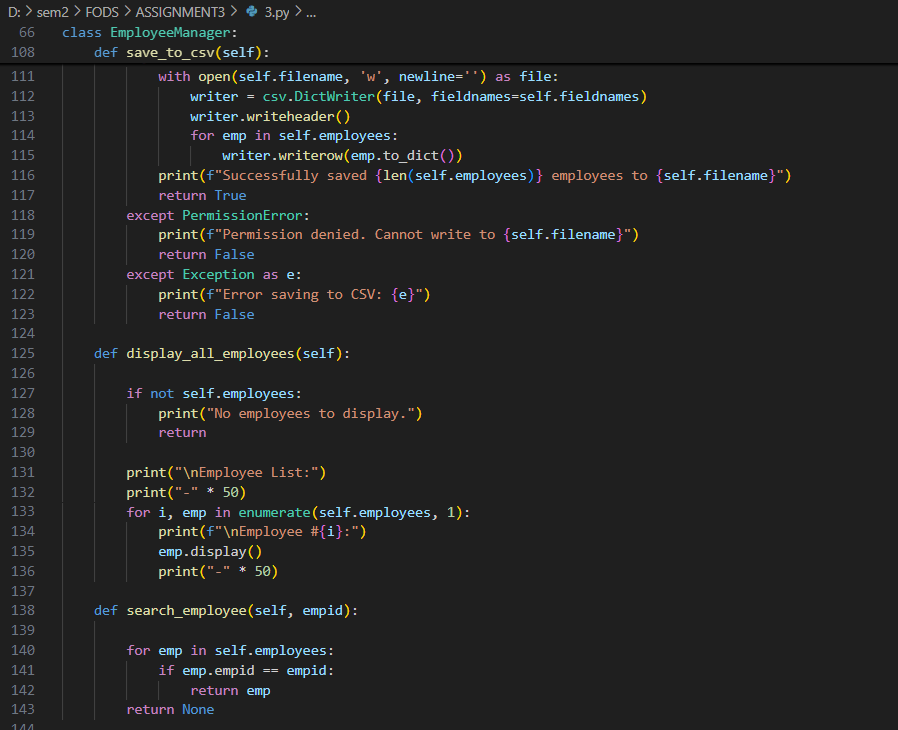 D: > sem2 > FODS > ASSIGNMENT3 > 3.py > ...
66 class EmployeeManager:
108     def save_to_csv(self):
111             with open(self.filename, 'w', newline='') as file:
112                 writer = csv.DictWriter(file, fieldnames=self.fieldnames)
113                 writer.writeheader()
114                 for emp in self.employees:
115                     writer.writerow(emp.to_dict())
116             print(f"Successfully saved {len(self.employees)} employees to {self.filename}")
117             return True
118         except PermissionError:
119             print(f"Permission denied. Cannot write to {self.filename}")
120             return False
121         except Exception as e:
122             print(f"Error saving to CSV: {e}")
123             return False
124
125     def display_all_employees(self):
126
127         if not self.employees:
128             print("No employees to display.")
129             return
130
131         print("\nEmployee List:")
132         print("-" * 50)
133         for i, emp in enumerate(self.employees, 1):
134             print(f"\nEmployee #{i}:")
135             emp.display()
136             print("-" * 50)
137
138     def search_employee(self, empid):
139
140         for emp in self.employees:
141             if emp.empid == empid:
142                 return emp
143         return None
144